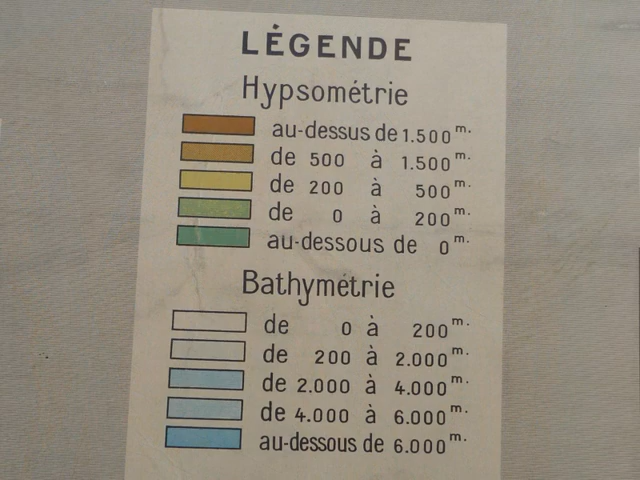 LÉGENDE
Hypsométrie
au-dessus de 1.500 m.
de 500 à 1.500 m.
de 200 à 500 m.
de 0 à 200 m.
au-dessous de 0 m.
Bathymétrie
de 0 à 200 m.
de 200 à 2.000 m.
de 2.000 à 4.000 m.
de 4.000 à 6.000 m.
au-dessous de 6.000 m.